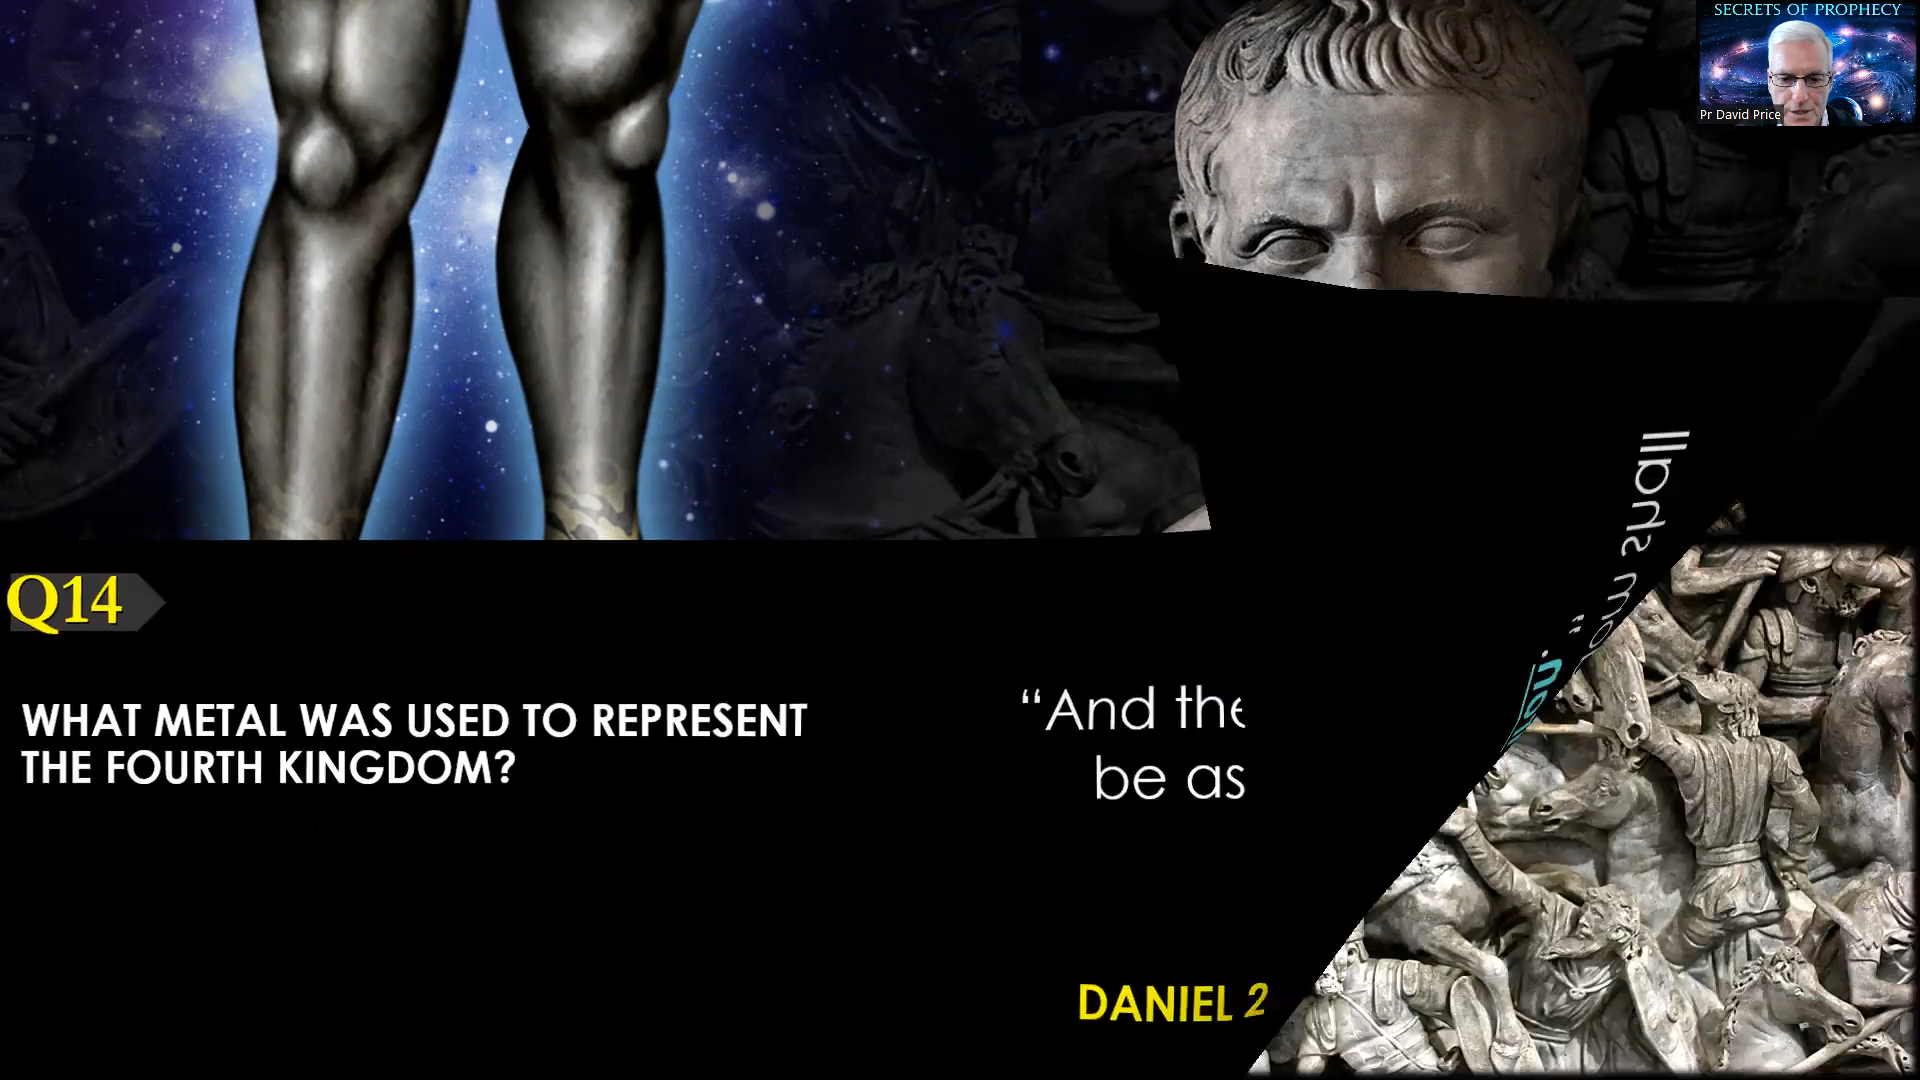 SECRETS OF PROPHECY
Pr David Price
Q14
WHAT METAL WAS USED TO REPRESENT
THE FOURTH KINGDOM?
“And the
be as
DANIEL 2
shall